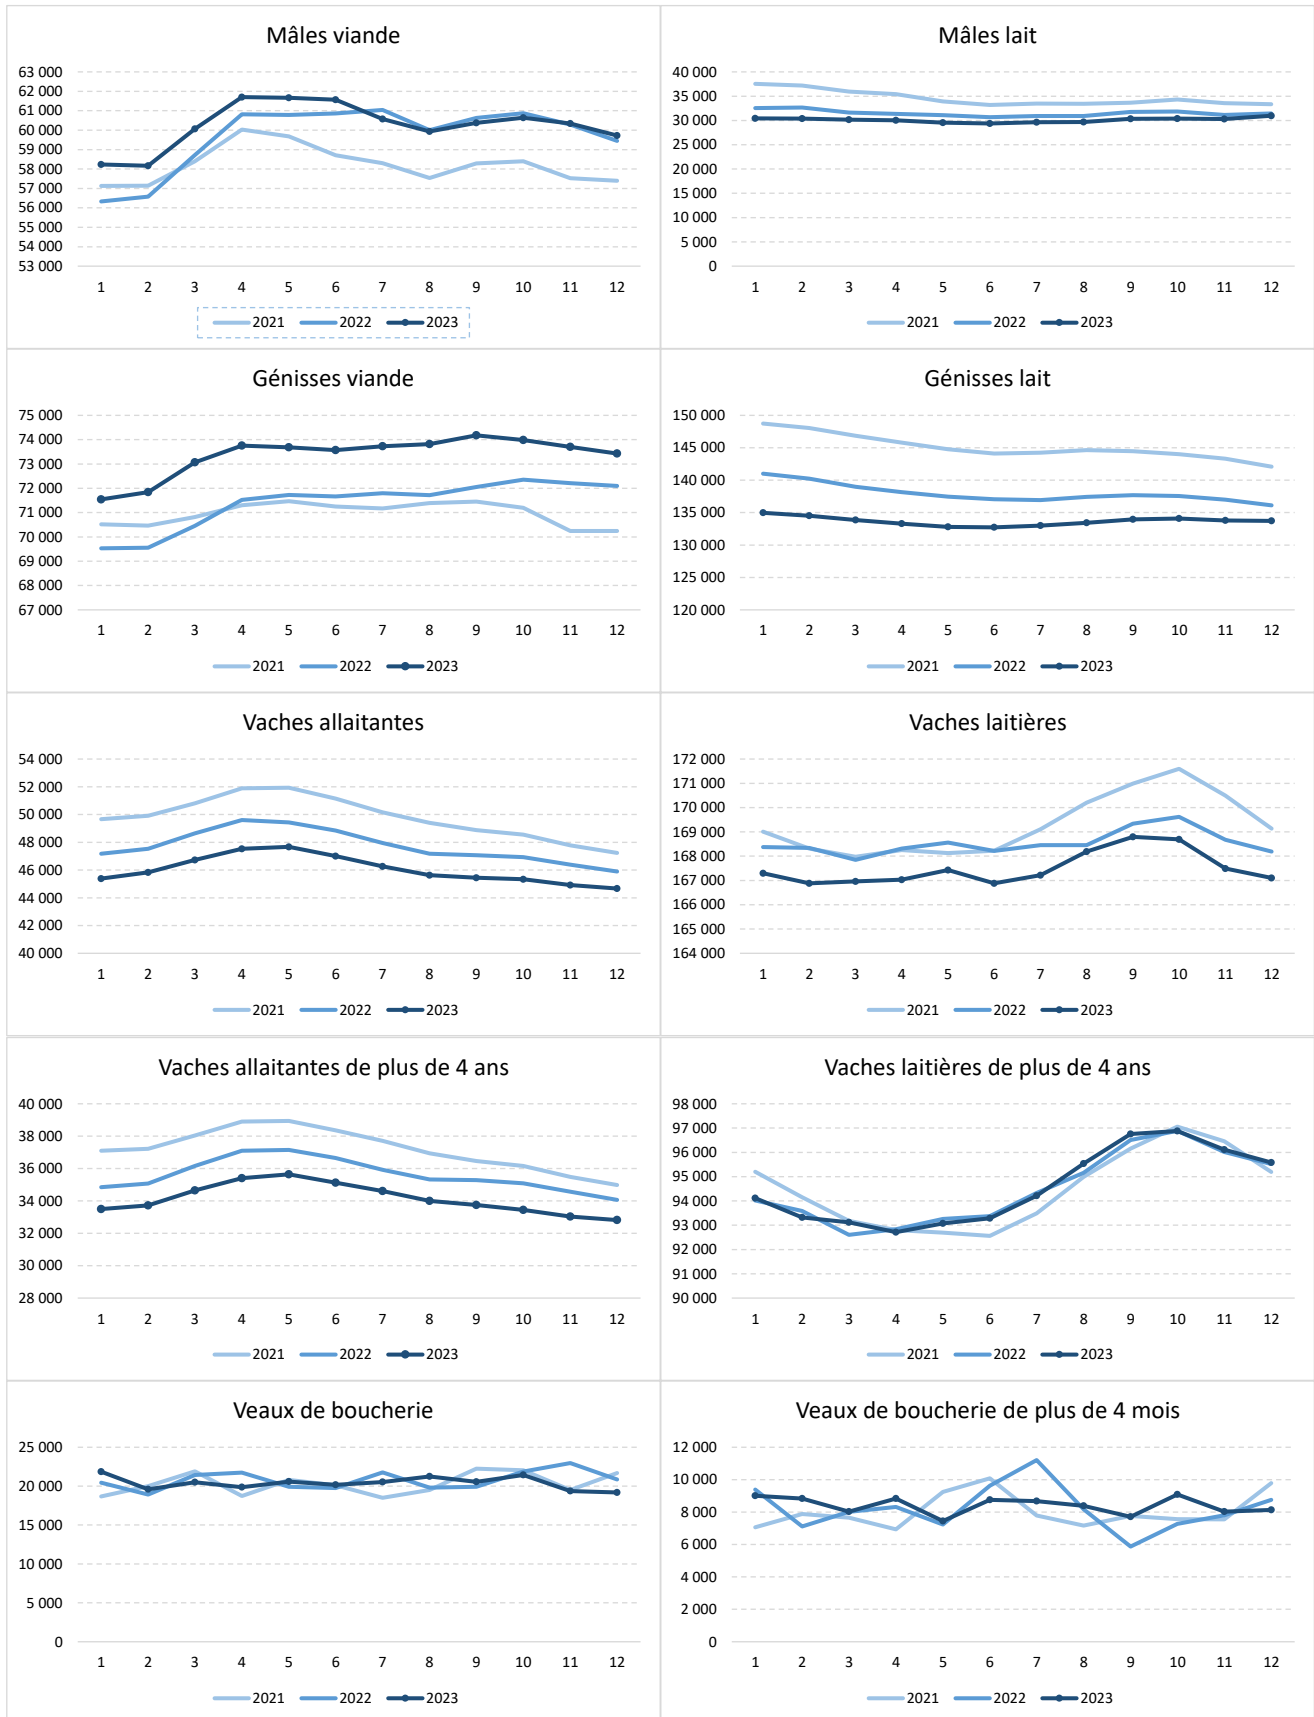 Mâles viande
63 000
62 000
61 000
60 000
59 000
58 000
57 000
56 000
55 000
54 000
53 000
1 2 3 4 5 6 7 8 9 10 11 12
2021 2022 2023
Mâles lait
40 000
35 000
30 000
25 000
20 000
15 000
10 000
5 000
0
1 2 3 4 5 6 7 8 9 10 11 12
2021 2022 2023
Génisses viande
75 000
74 000
73 000
72 000
71 000
70 000
69 000
68 000
67 000
1 2 3 4 5 6 7 8 9 10 11 12
2021 2022 2023
Génisses lait
150 000
145 000
140 000
135 000
130 000
125 000
120 000
1 2 3 4 5 6 7 8 9 10 11 12
2021 2022 2023
Vaches allaitantes
54 000
52 000
50 000
48 000
46 000
44 000
42 000
40 000
1 2 3 4 5 6 7 8 9 10 11 12
2021 2022 2023
Vaches laitières
172 000
171 000
170 000
169 000
168 000
167 000
166 000
165 000
164 000
1 2 3 4 5 6 7 8 9 10 11 12
2021 2022 2023
Vaches allaitantes de plus de 4 ans
40 000
38 000
36 000
34 000
32 000
30 000
28 000
1 2 3 4 5 6 7 8 9 10 11 12
2021 2022 2023
Vaches laitières de plus de 4 ans
98 000
97 000
96 000
95 000
94 000
93 000
92 000
91 000
90 000
1 2 3 4 5 6 7 8 9 10 11 12
2021 2022 2023
Veaux de boucherie
25 000
20 000
15 000
10 000
5 000
0
1 2 3 4 5 6 7 8 9 10 11 12
2021 2022 2023
Veaux de boucherie de plus de 4 mois
12 000
10 000
8 000
6 000
4 000
2 000
0
1 2 3 4 5 6 7 8 9 10 11 12
2021 2022 2023